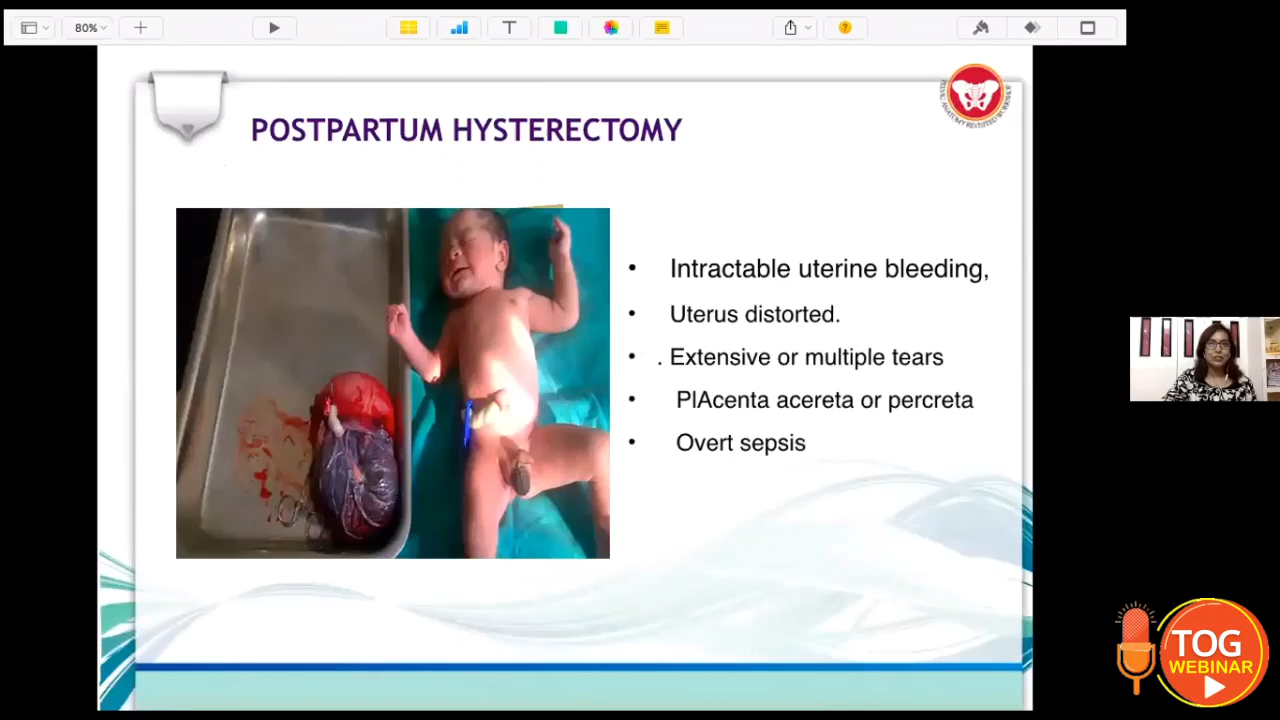 80%
POSTPARTUM HYSTERECTOMY
• Intractable uterine bleeding,
• Uterus distorted.
• . Extensive or multiple tears
• PlAcenta acereta or percreta
• Overt sepsis
TOG
WEBINAR